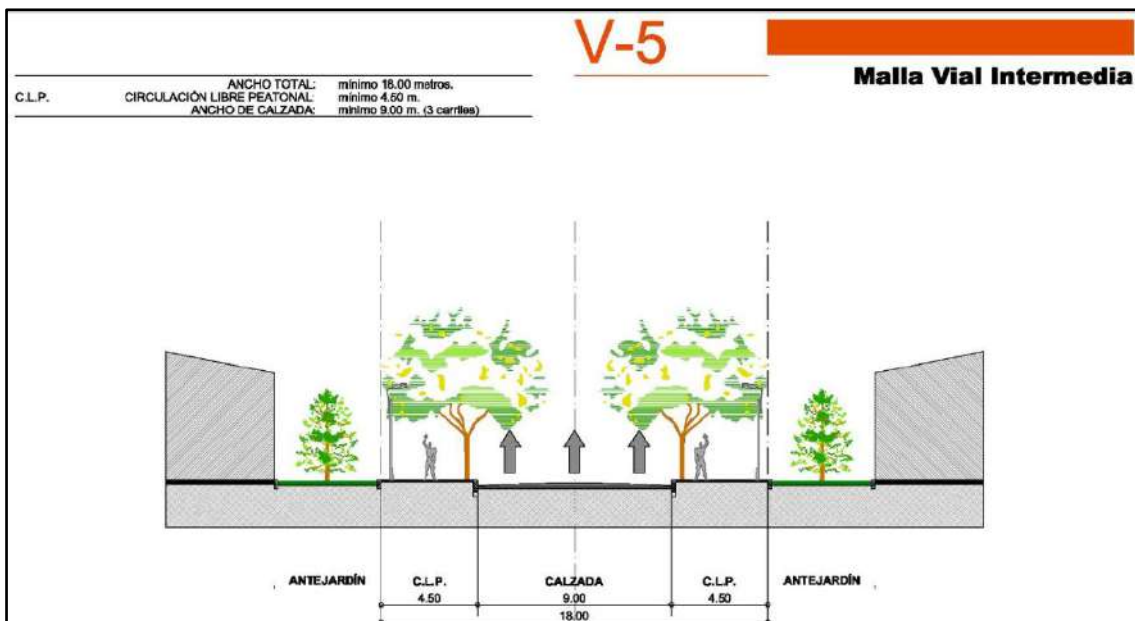 V-5
Malla Vial Intermedia
ANCHO TOTAL: mínimo 18.00 metros.
C.L.P. CIRCULACIÓN LIBRE PEATONAL: mínimo 4.50 m.
ANCHO DE CALZADA: mínimo 9.00 m. (3 carriles)
ANTEJARDÍN C.L.P. CALZADA C.L.P. ANTEJARDÍN
4.50 9.00 4.50
18.00